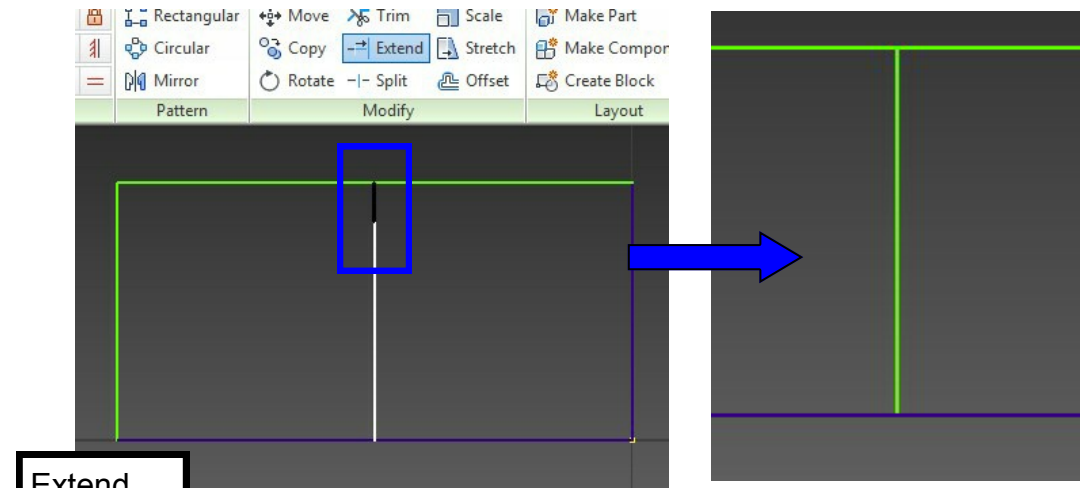 Rectangular Move Trim Scale Make Part
Circular Copy Extend Stretch Make Compon
Mirror Rotate Split Offset Create Block
Pattern Modify Layout
Extend